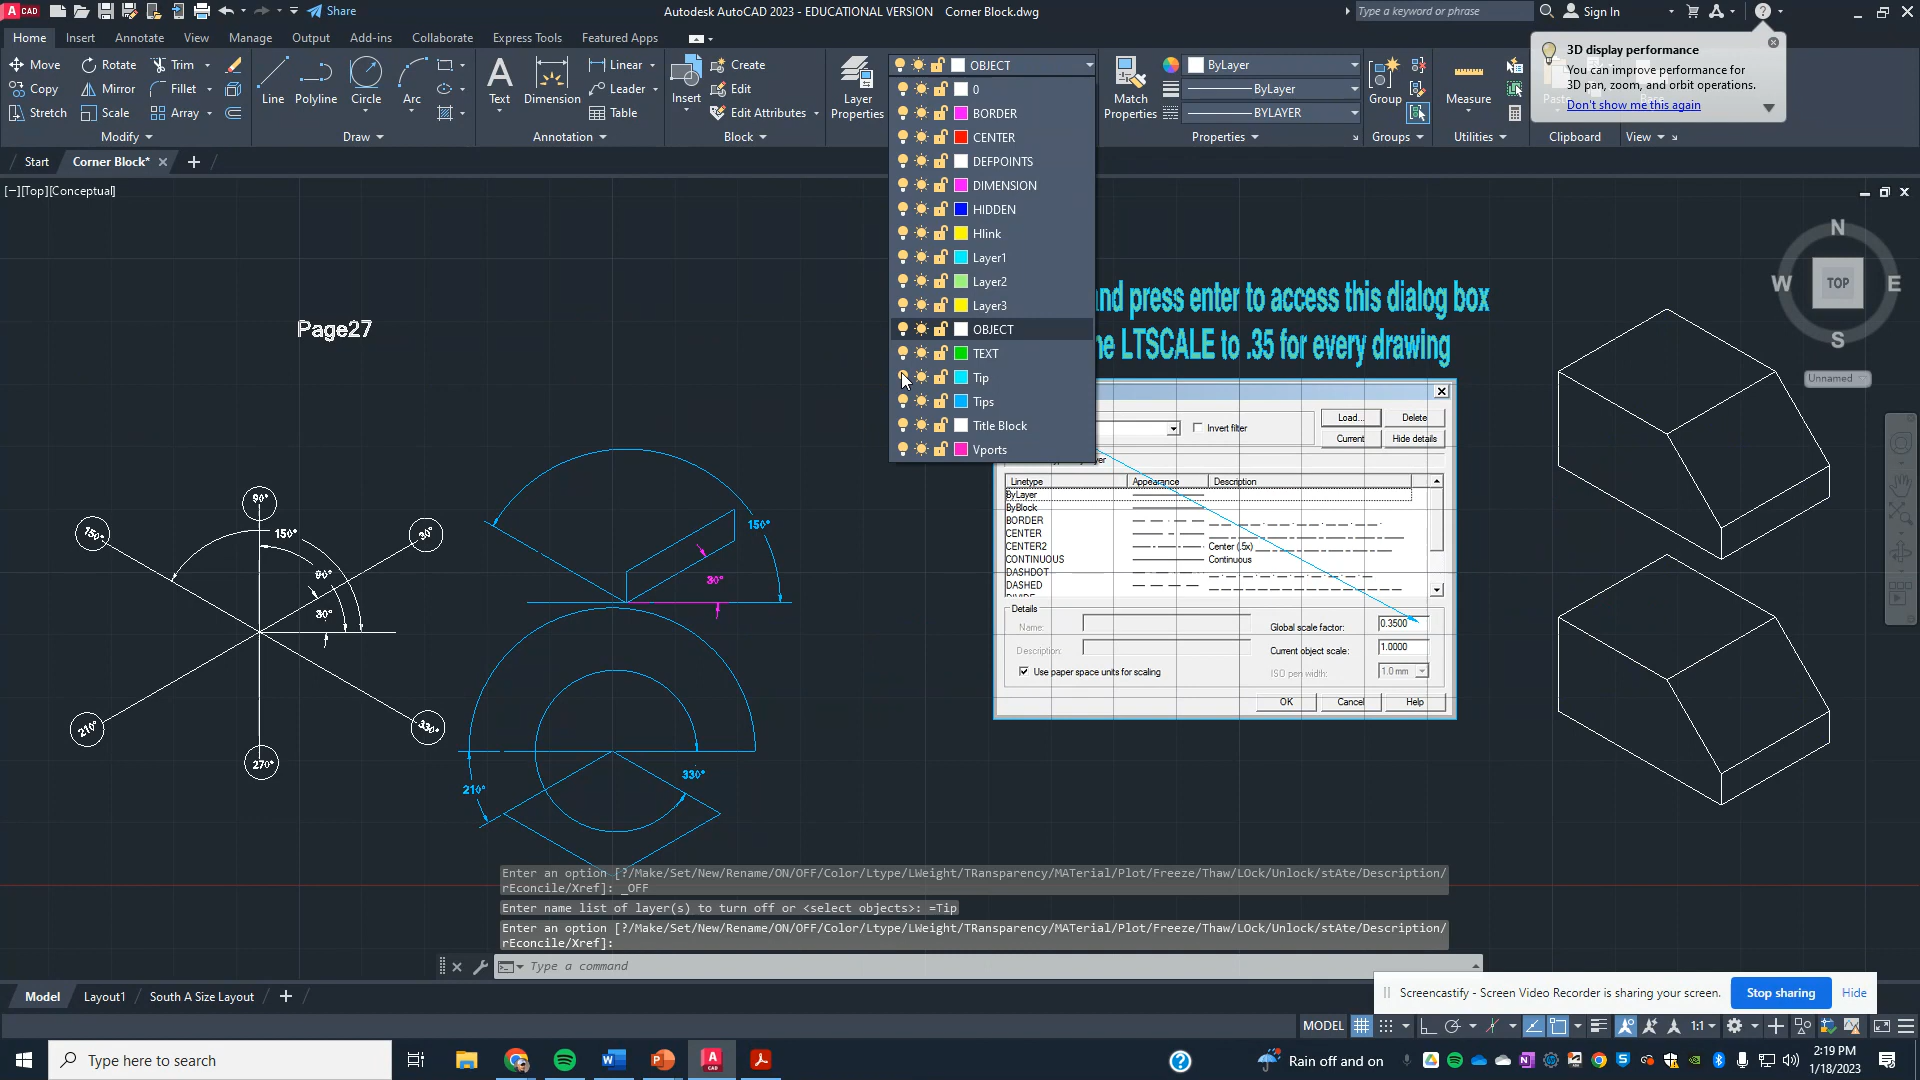 CAD
Share
Autodesk AutoCAD 2023 - EDUCATIONAL VERSION Corner Block.dwg
Type a keyword or phrase
Sign In
Home Insert Annotate View Manage Output Add-ins Collaborate Express Tools Featured Apps
Move Rotate Trim
Copy Mirror Fillet
Stretch Scale Array
Modify
Line Polyline Circle Arc
Draw
Text Dimension
Linear
Leader
Table
Annotation
Insert
Create
Edit
Edit Attributes
Block
Layer
Properties
OBJECT
0
BORDER
CENTER
DEFPOINTS
DIMENSION
HIDDEN
Hlink
Layer1
Layer2
Layer3
OBJECT
TEXT
Tip
Tips
Title Block
Vports
Match
Properties
ByLayer
ByLayer
BYLAYER
Properties
Group
Groups
Measure
Utilities
Clipboard
View
3D display performance
You can improve performance for
3D pan, zoom, and orbit operations.
Don't show me this again
Start Corner Block*
[−][Top][Conceptual]
N
W TOP E
S
Unnamed
Page27
and press enter to access this dialog box
he LTSCALE to .35 for every drawing
Invert filter
Load... Delete
Current Hide details
Linetype Appearance Description
ByLayer
ByBlock
BORDER
CENTER
CENTER2 Center (.5x)
CONTINUOUS Continuous
DASHDOT
DASHED
Details
Name:
Description:
Use paper space units for scaling
Global scale factor: 0.3500
Current object scale: 1.0000
ISO pen width: 1.0 mm
OK Cancel Help
90°
150° 150° 30°
90°
30°
210° 330°
270°
150°
30°
330°
210°
Enter an option [?/Make/Set/New/Rename/ON/OFF/Color/Ltype/LWeight/TRansparency/MATerial/Plot/Freeze/Thaw/LOck/Unlock/stAte/Description/
rEconcile/Xref]: _OFF
Enter name list of layer(s) to turn off or <select objects>: =Tip
Enter an option [?/Make/Set/New/Rename/ON/OFF/Color/Ltype/LWeight/TRansparency/MATerial/Plot/Freeze/Thaw/LOck/Unlock/stAte/Description/
rEconcile/Xref]:
Type a command
Model Layout1 South A Size Layout
Screencastify - Screen Video Recorder is sharing your screen. Stop sharing Hide
MODEL 1:1
Type here to search
Rain off and on
2:19 PM
1/18/2023